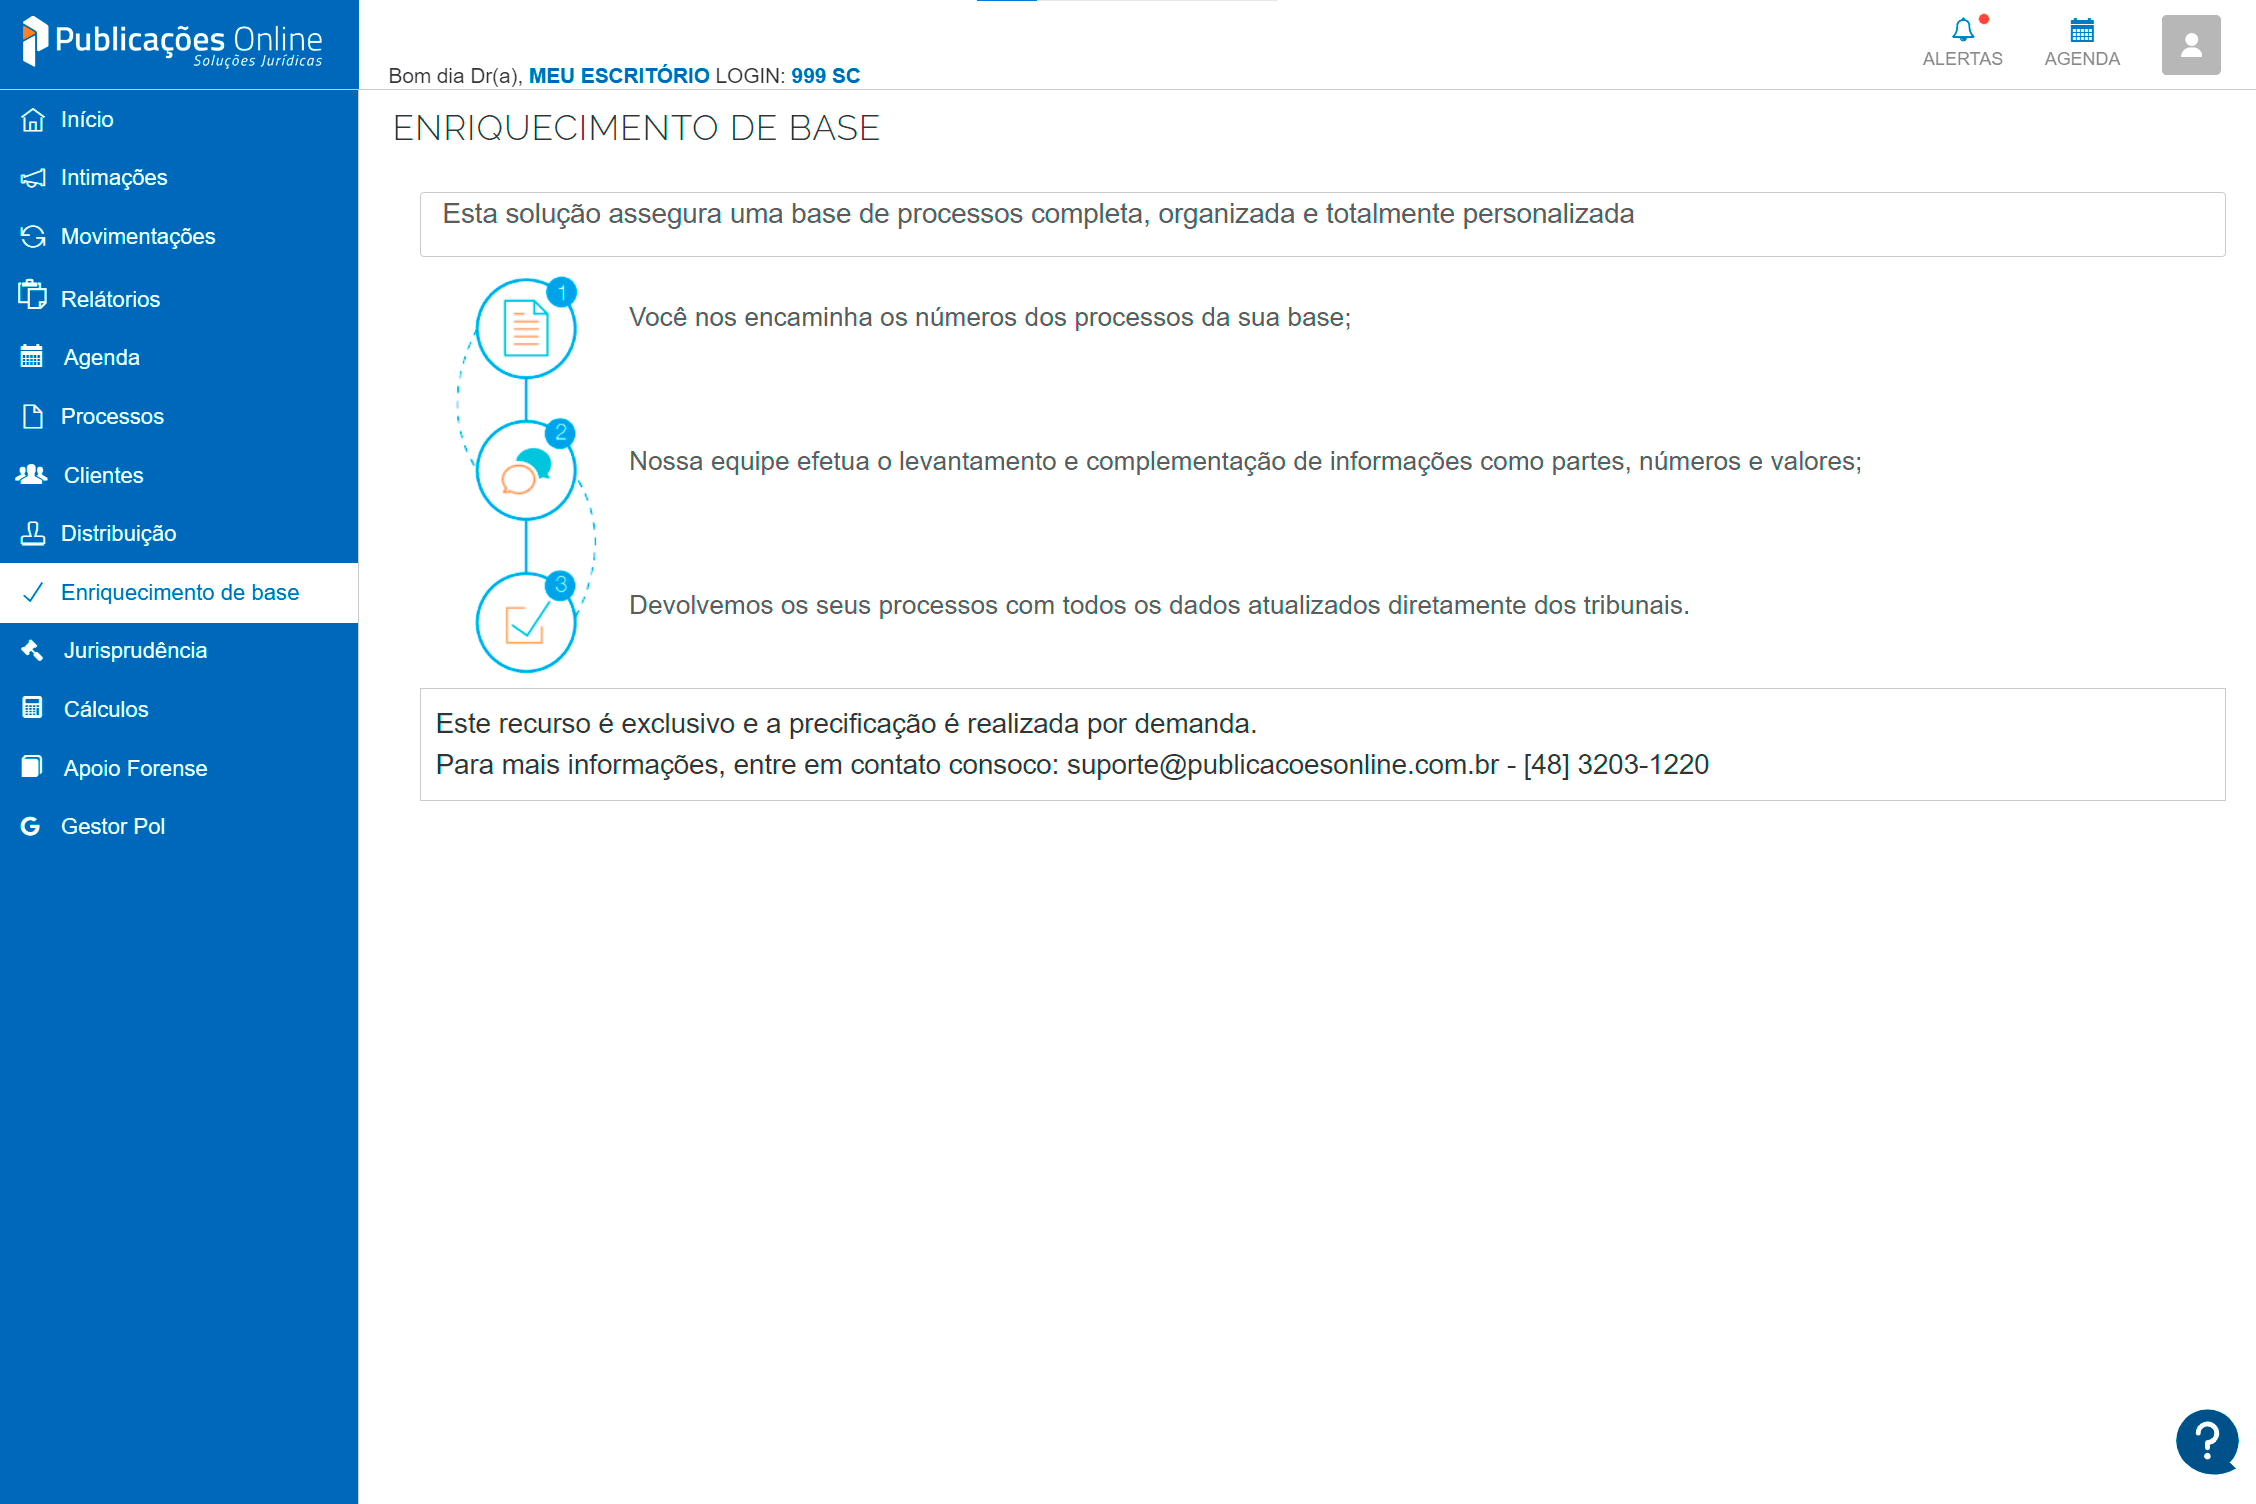 Publicações Online
Soluções Jurídicas
Bom dia Dr(a), MEU ESCRITÓRIO LOGIN: 999 SC
ALERTAS
AGENDA
Início
Intimações
Movimentações
Relátorios
Agenda
Processos
Clientes
Distribuição
Enriquecimento de base
Jurisprudência
Cálculos
Apoio Forense
Gestor Pol
ENRIQUECIMENTO DE BASE
Esta solução assegura uma base de processos completa, organizada e totalmente personalizada
1
Você nos encaminha os números dos processos da sua base;
2
Nossa equipe efetua o levantamento e complementação de informações como partes, números e valores;
3
Devolvemos os seus processos com todos os dados atualizados diretamente dos tribunais.
Este recurso é exclusivo e a precificação é realizada por demanda.
Para mais informações, entre em contato consoco: suporte@publicacoesonline.com.br - [48] 3203-1220
?